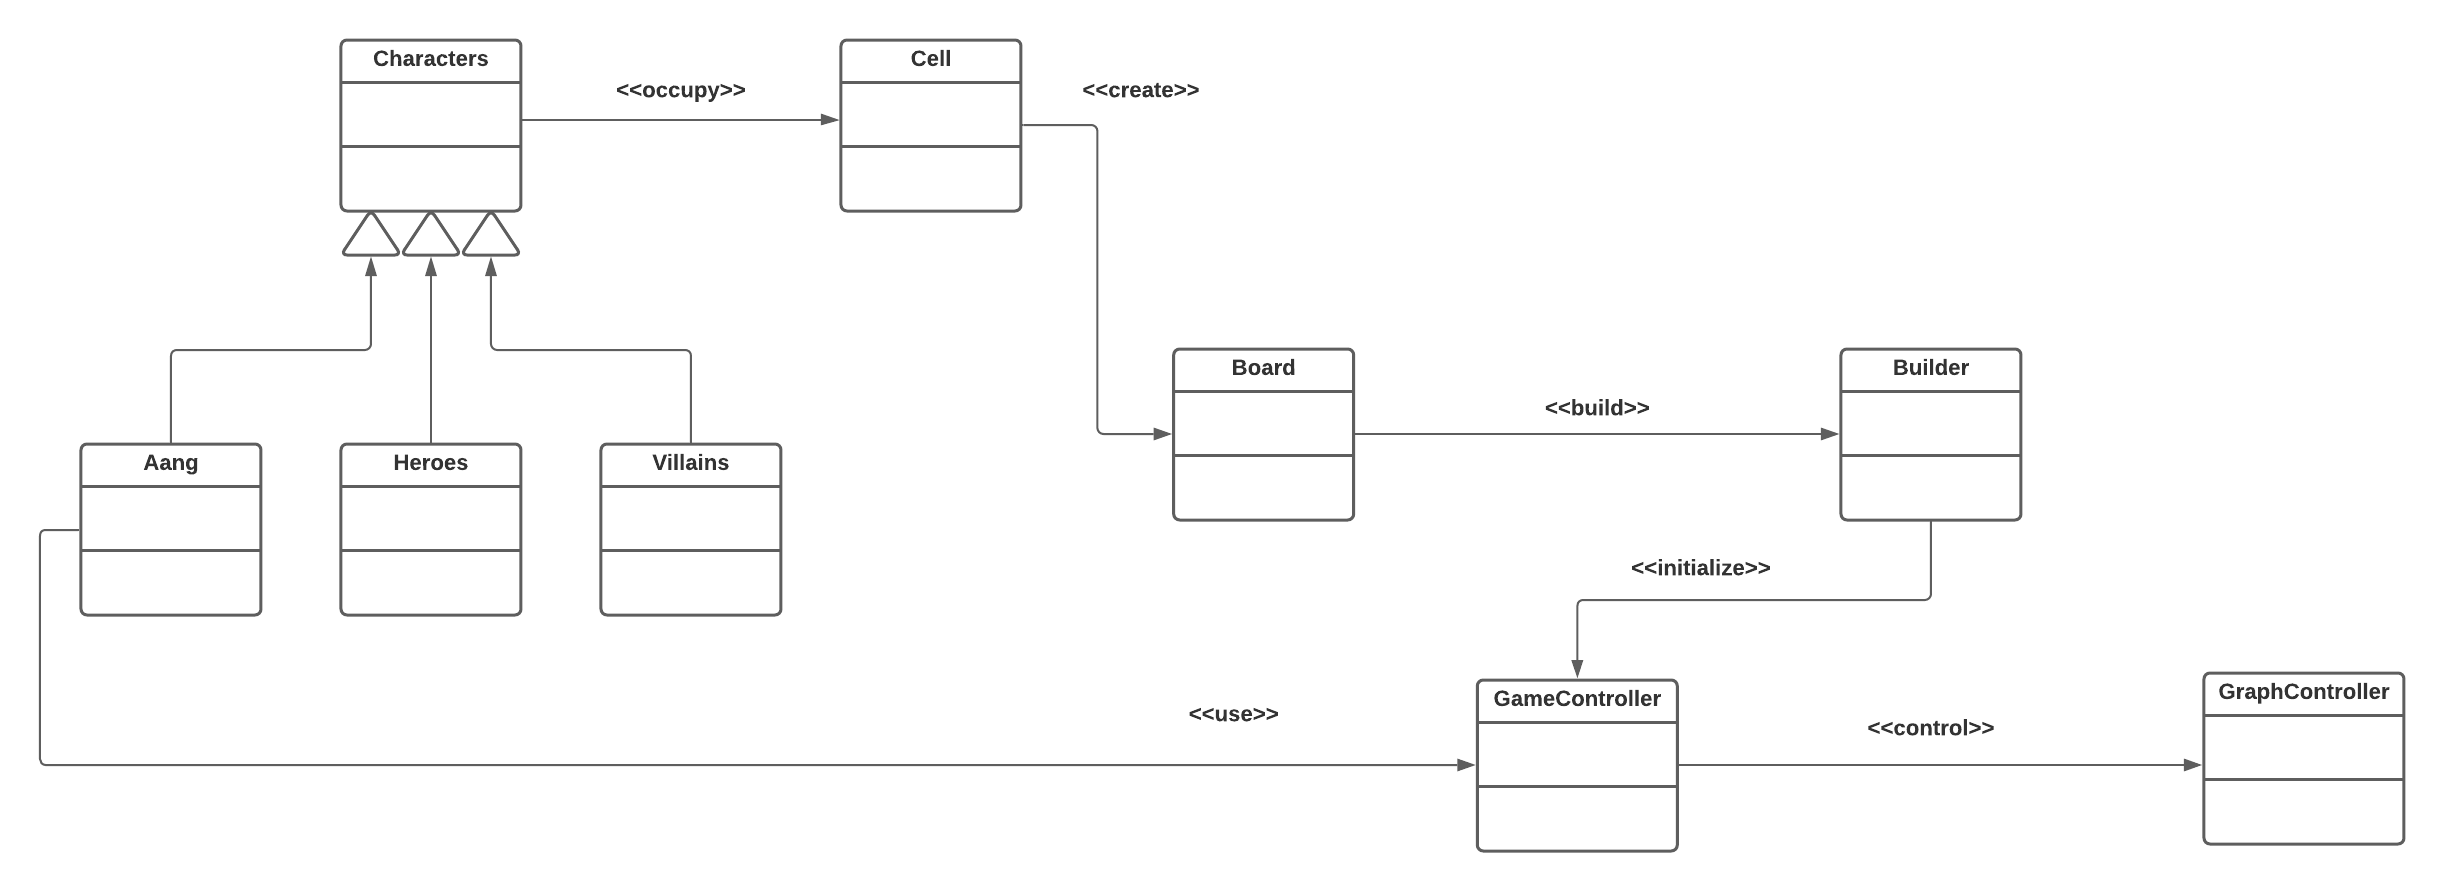 Characters
<<occupy>>
Cell
<<create>>
Board
<<build>>
Builder
Aang
Heroes
Villains
<<initialize>>
<<use>>
GameController
<<control>>
GraphController